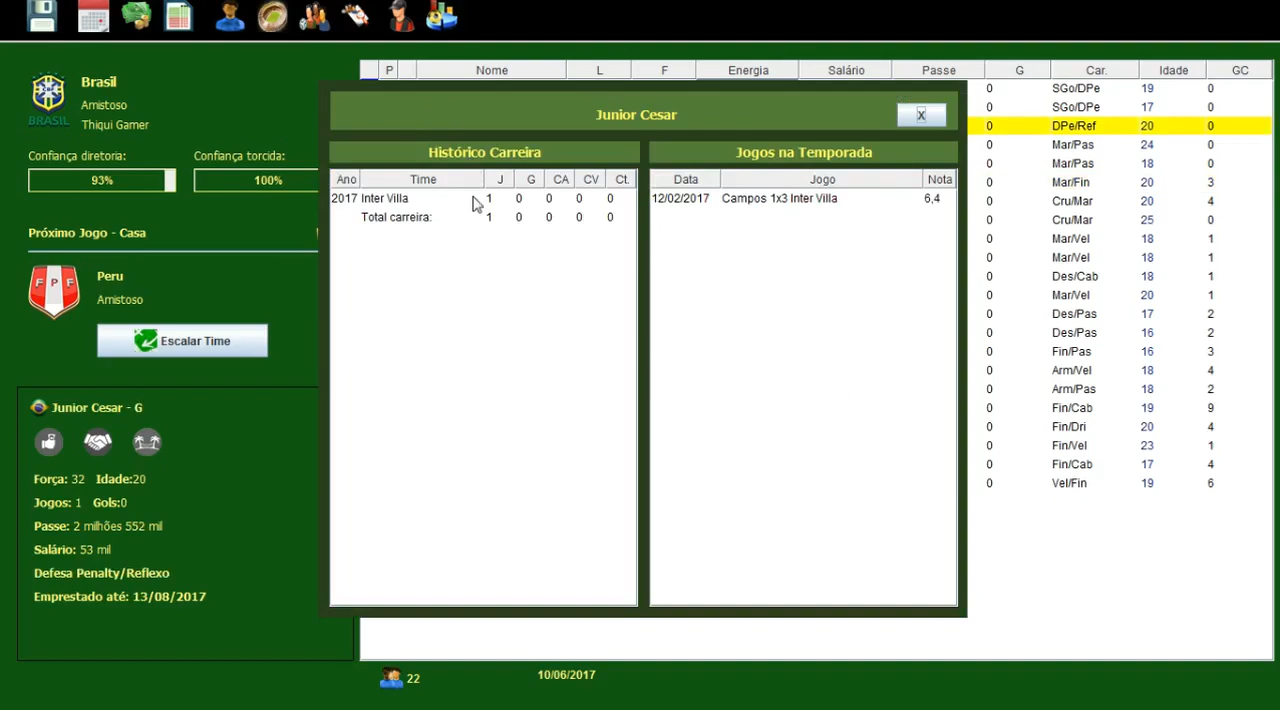 Brasil
Amistoso
Thiqui Gamer
BRASIL
Confiança diretoria: Confiança torcida:
93% 100%
Próximo Jogo - Casa
FPF
Peru
Amistoso
Escalar Time
Junior Cesar - G
Força: 32 Idade:20
Jogos: 1 Gols:0
Passe: 2 milhões 552 mil
Salário: 53 mil
Defesa Penalty/Reflexo
Emprestado até: 13/08/2017
Junior Cesar
X
Histórico Carreira
Ano Time J G CA CV Ct.
2017 Inter Villa 1 0 0 0 0
Total carreira: 1 0 0 0 0
Jogos na Temporada
Data Jogo Nota
12/02/2017 Campos 1x3 Inter Villa 6,4
P Nome L F Energia Salário Passe G Car. Idade GC
0 SGo/DPe 19 0
0 SGo/DPe 17 0
0 DPe/Ref 20 0
0 Mar/Pas 24 0
0 Mar/Pas 18 0
0 Mar/Fin 20 3
0 Cru/Mar 20 4
0 Cru/Mar 25 0
0 Mar/Vel 18 1
0 Mar/Vel 18 1
0 Des/Cab 18 1
0 Mar/Vel 20 1
0 Des/Pas 17 2
0 Des/Pas 16 2
0 Fin/Pas 16 3
0 Arm/Vel 18 4
0 Arm/Pas 18 2
0 Fin/Cab 19 9
0 Fin/Dri 20 4
0 Fin/Vel 23 1
0 Fin/Cab 17 4
0 Vel/Fin 19 6
22
10/06/2017